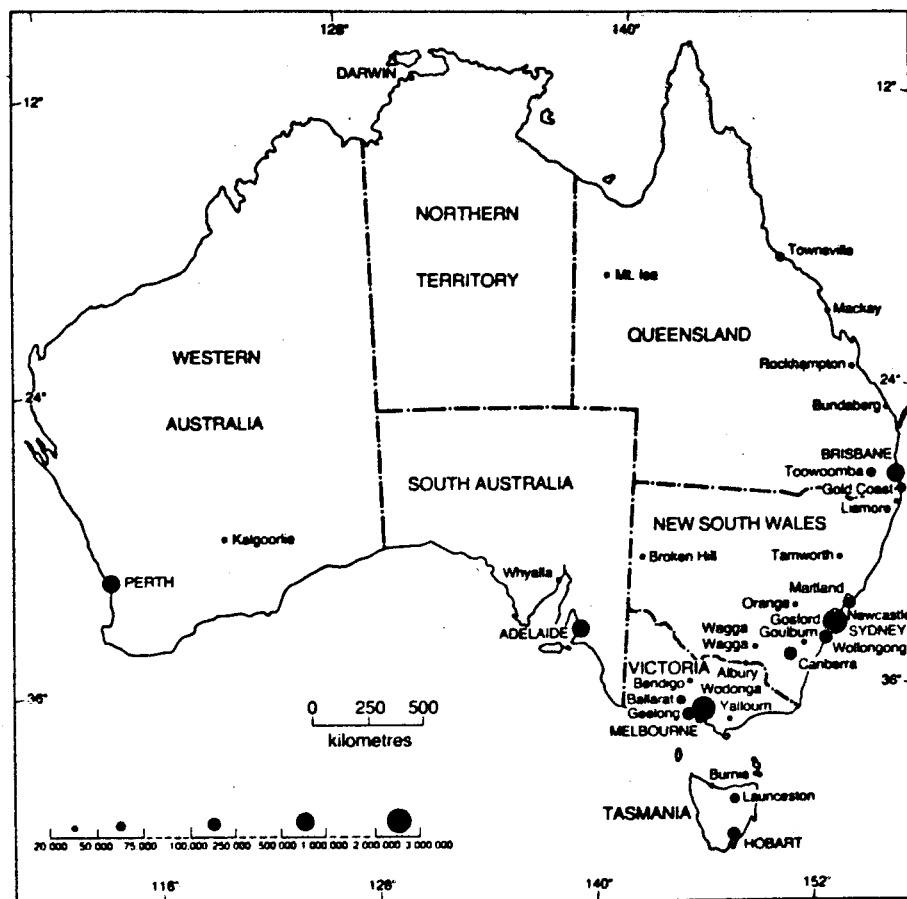 128° 140°
DARWIN
12° 12°
NORTHERN
TERRITORY
Townsville
Mt. Isa
Mackay
QUEENSLAND
WESTERN
Rockhampton
24° 24°
AUSTRALIA
Bundaberg
BRISBANE
Toowoomba
SOUTH AUSTRALIA
Gold Coast
Lismore
NEW SOUTH WALES
Kalgoorlie
Broken Hill
Tamworth
PERTH
Whyalla
Martland
Orange
Newcastle
Gosford
SYDNEY
ADELAIDE
Wagga
Wagga
Goulburn
Wollongong
Canberra
VICTORIA
Albury
36° 36°
Bendigo
Wodonga
Ballarat
Yallourn
Geelong
MELBOURNE
0 250 500
kilometres
Burnie
Launceston
TASMANIA
HOBART
20 000 50 000 75 000 100 000 250 000 500 000 1 000 000 2 000 000 3 000 000
116° 128° 140° 152°